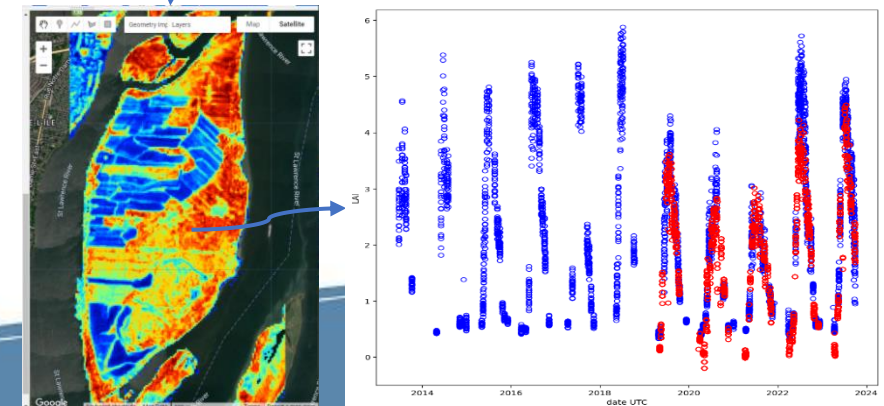 Geometry Imp Layers
Map
Satellite
+
−
St Lawrence River
St Lawrence River
St Lawrence River
Google
6
5
4
3
2
1
0
LAI
2014
2016
2018
2020
2022
2024
date UTC